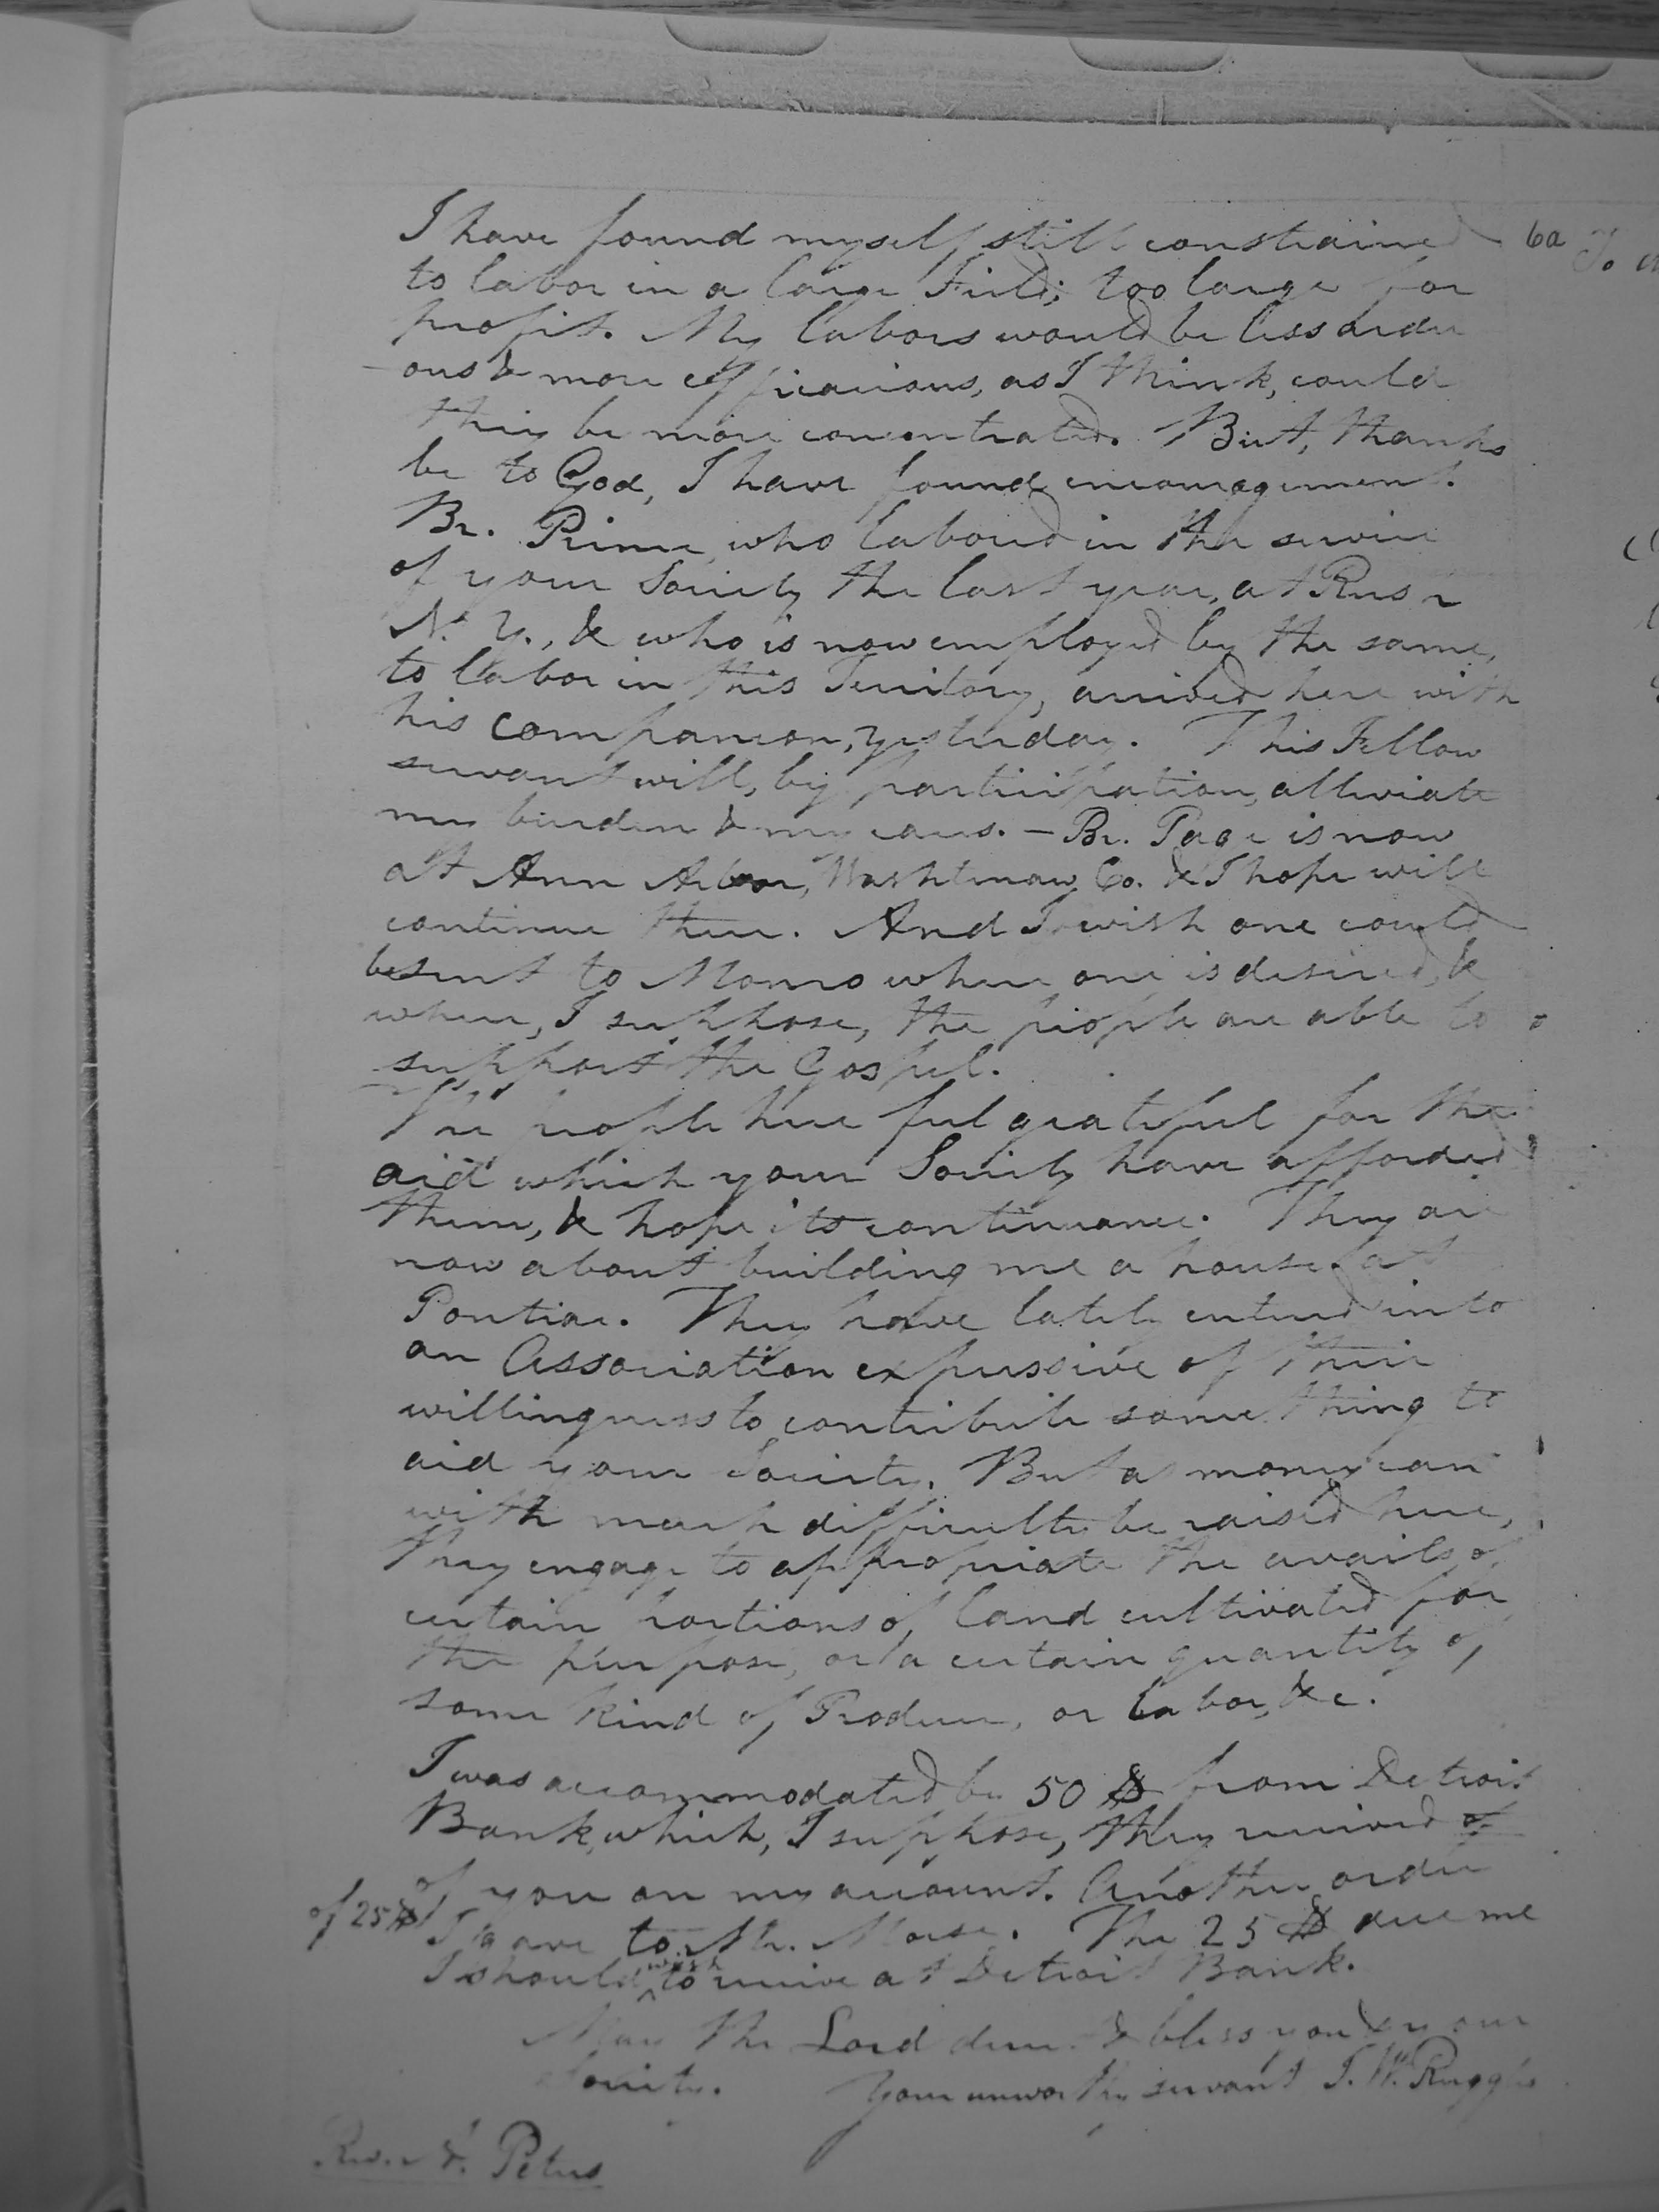 I have found myself still constrained
6a
to labor in a large Field; too large for
profit. My labors would be less ardu
-ous & more efficacious, as I think, could
they be more concentrated. But, thanks
be to God, I have found encouragement.
Br. Prime, who labored in the service
of your Society the last year, at Rush
N. Y., & who is now employed by the same,
to labor in this Territory, arrived here with
his companion, yesterday. This Fellow
servant will, by participation, alleviate
my burden & my cares. — Br. Page is now
at Ann Arbor, Washtenaw Co. & I hope will
continue there. And I wish one could
be sent to Monro where one is desired, &
where, I suppose, the people are able to
support the Gospel.
The people here feel grateful for the
aid which your Society have afforded
them, & hope its continuance. They are
now about building me a house at
Pontiac. They have lately entered into
an Association expressive of their
willingness to contribute some thing to
aid your Society. But as money can
with much difficulty be raised here,
they engage to appropriate the avails of
certain portions of land cultivated for
the purpose, or a certain quantity of
some kind of Produce, or labor, &c.
I was accommodated by 50 $ from Detroit
Bank, which, I suppose, they received of
of you on my account. Another order
of 25 $ I gave to Mr. Morse. The 25 $ due me
I should wish to receive at Detroit Bank.
May the Lord direct & bless you & your
Society. Your unworthy servant I. W. Ruggles
Rev. A. Peters